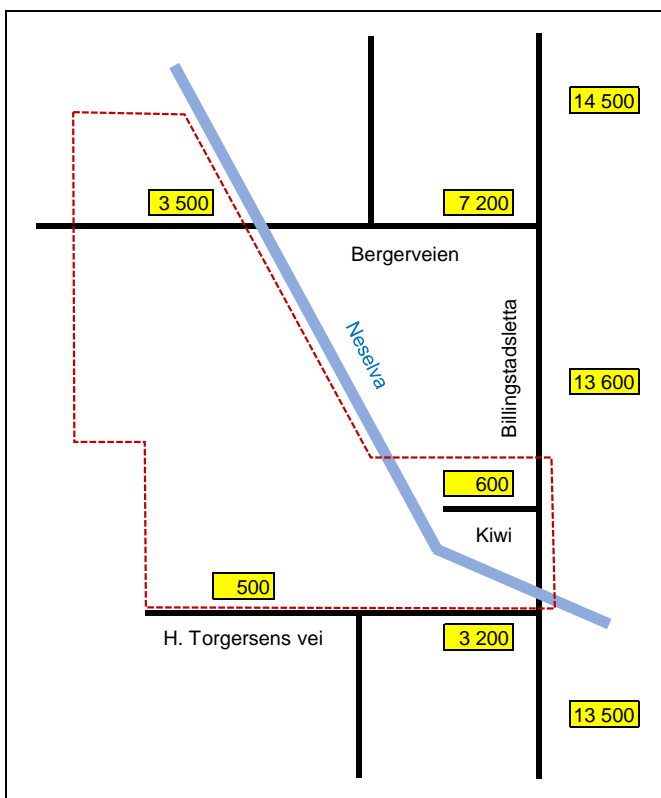 14 500
3 500
7 200
Bergerveien
Neselva
Billingstadsletta
13 600
600
Kiwi
500
H. Torgersens vei
3 200
13 500